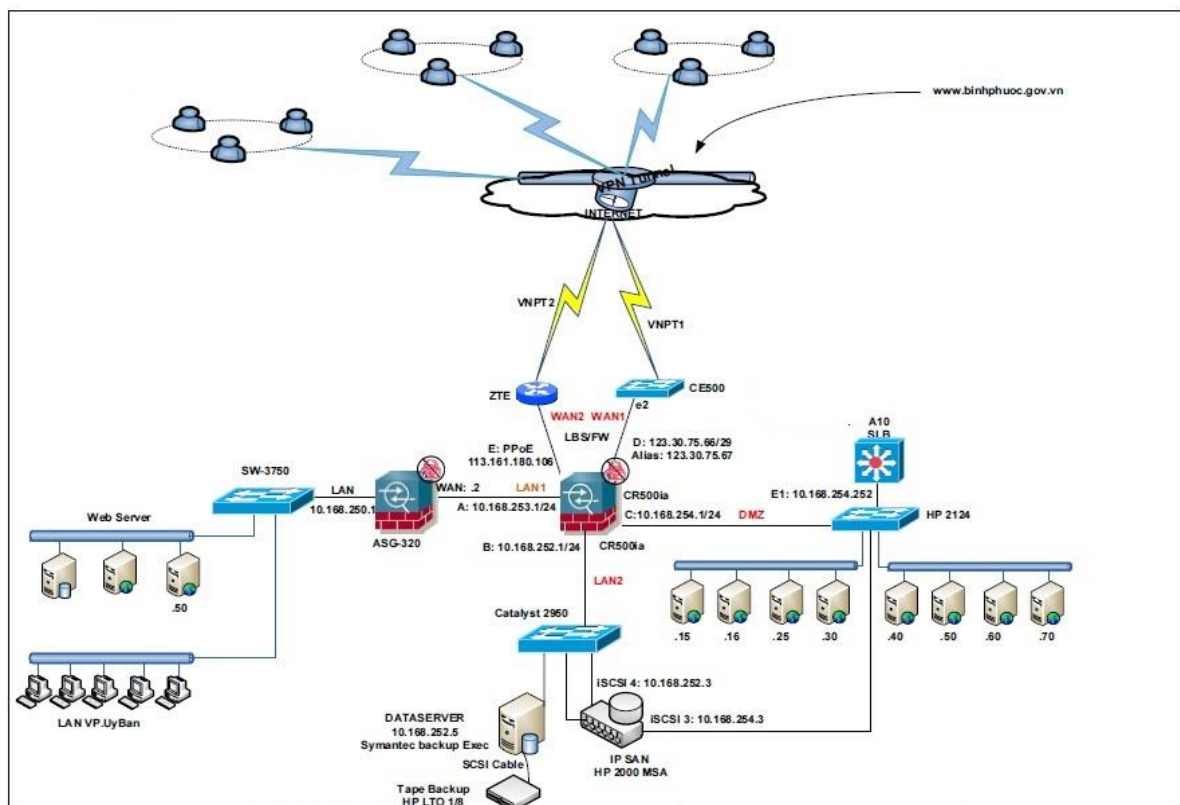 www.binhphuoc.gov.vn
VPN Tunnel
INTERNET
VNPT2
VNPT1
ZTE
CE500
e2
WAN2 WAN1
LBS/FW
A10
SLB
E: PPoE
113.161.180.106
D: 123.30.75.66/29
Alias: 123.30.75.67
SW-3750
LAN
10.168.250.1
WAN: .2
LAN1
A: 10.168.253.1/24
CR500ia
E1: 10.168.254.252
C:10.168.254.1/24
DMZ
HP 2124
Web Server
ASG-320
B: 10.168.252.1/24
CR500ia
.50
LAN2
Catalyst 2950
.15
.16
.25
.30
.40
.50
.60
.70
LAN VP.UyBan
iSCSI 4: 10.168.252.3
iSCSI 3: 10.168.254.3
DATASERVER
10.168.252.5
Symantec backup Exec
SCSI Cable
IP SAN
HP 2000 MSA
Tape Backup
HP LTO 1/8